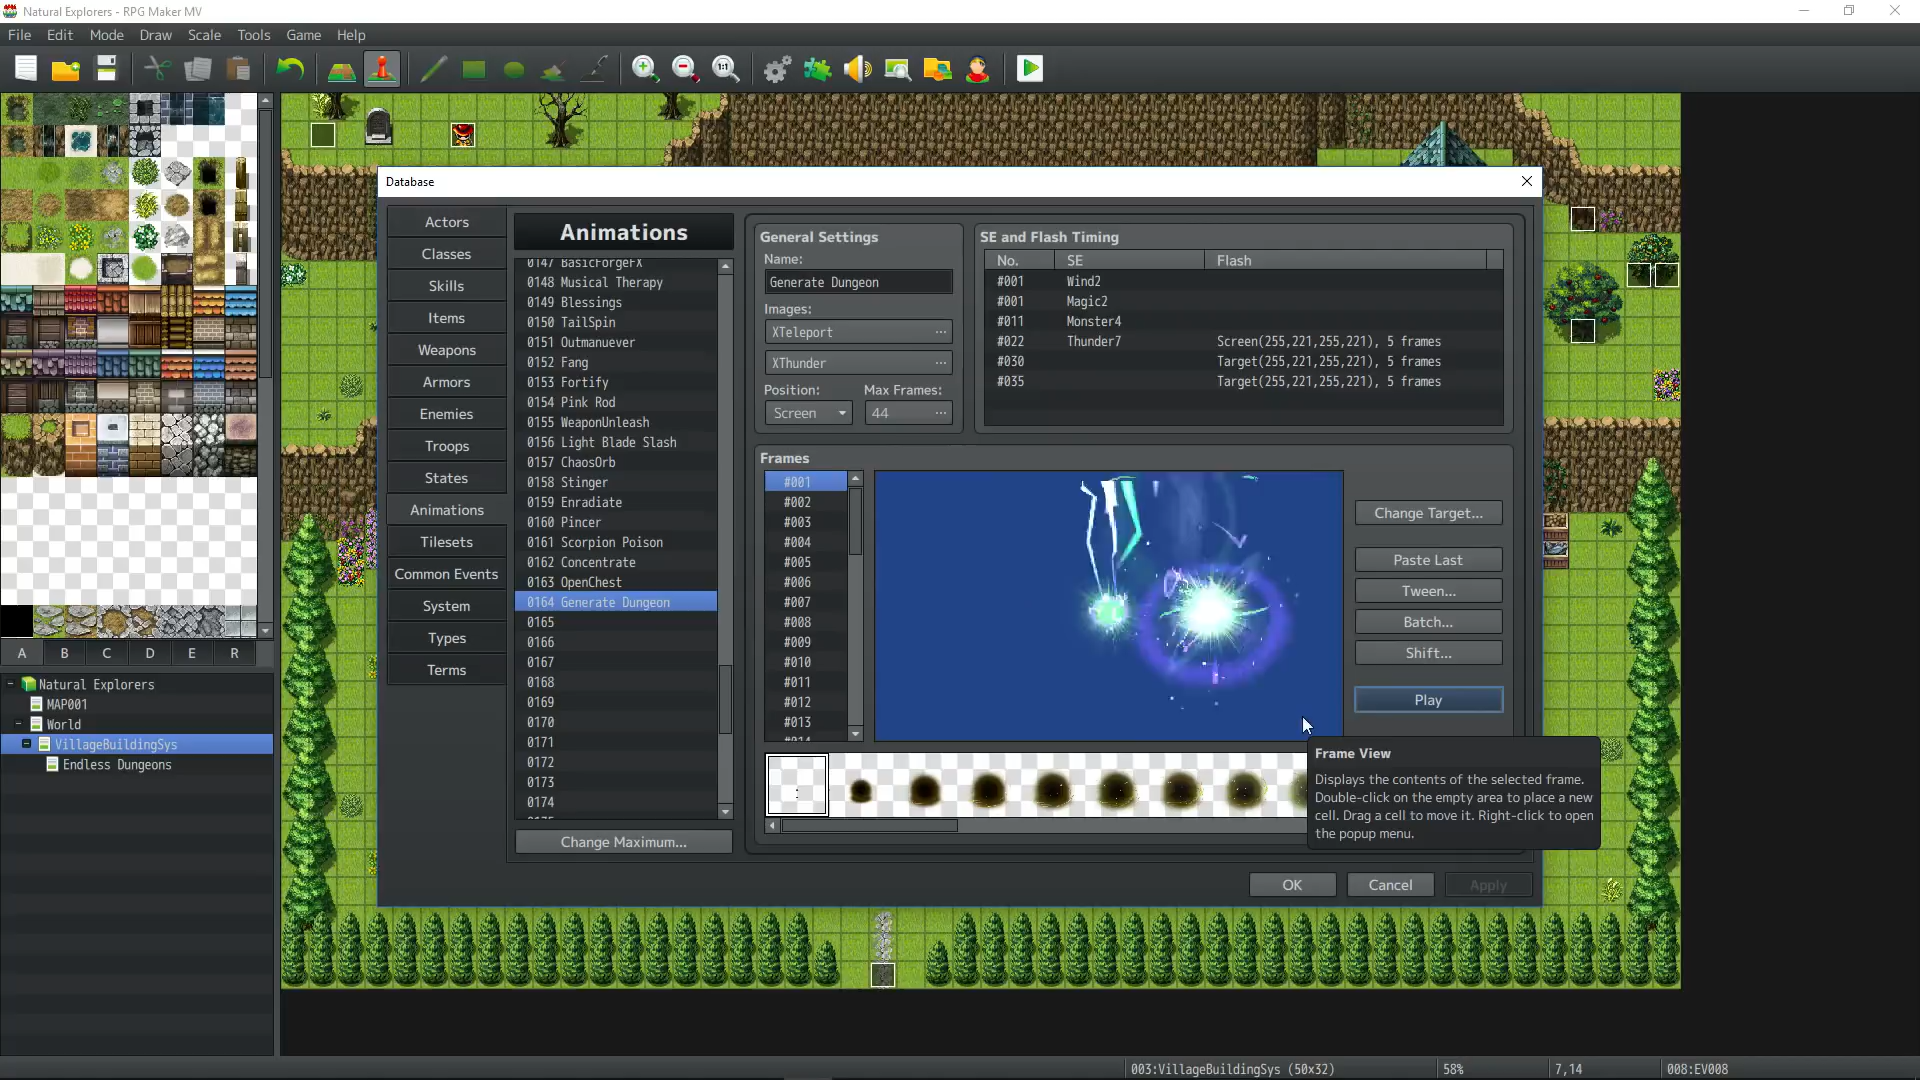 Natural Explorers - RPG Maker MV
File Edit Mode Draw Scale Tools Game Help
1:1
A B C D E R
Natural Explorers
MAP001
World
VillageBuildingSys
Endless Dungeons
Database
Actors
Classes
Skills
Items
Weapons
Armors
Enemies
Troops
States
Animations
Tilesets
Common Events
System
Types
Terms
Animations
0147 BasicForgeFX
0148 Musical Therapy
0149 Blessings
0150 TailSpin
0151 Outmanuever
0152 Fang
0153 Fortify
0154 Pink Rod
0155 WeaponUnleash
0156 Light Blade Slash
0157 ChaosOrb
0158 Stinger
0159 Enradiate
0160 Pincer
0161 Scorpion Poison
0162 Concentrate
0163 OpenChest
0164 Generate Dungeon
0165
0166
0167
0168
0169
0170
0171
0172
0173
0174
Change Maximum...
General Settings
Name:
Generate Dungeon
Images:
XTeleport ...
XThunder ...
Position: Max Frames:
Screen 44 ...
SE and Flash Timing
No. SE Flash
#001 Wind2
#001 Magic2
#011 Monster4
#022 Thunder7 Screen(255,221,255,221), 5 frames
#030 Target(255,221,255,221), 5 frames
#035 Target(255,221,255,221), 5 frames
Frames
#001
#002
#003
#004
#005
#006
#007
#008
#009
#010
#011
#012
#013
#014
Change Target...
Paste Last
Tween...
Batch...
Shift...
Play
Frame View
Displays the contents of the selected frame.
Double-click on the empty area to place a new
cell. Drag a cell to move it. Right-click to open
the popup menu.
OK Cancel Apply
003:VillageBuildingSys (50x32) 58% 7,14 008:EV008